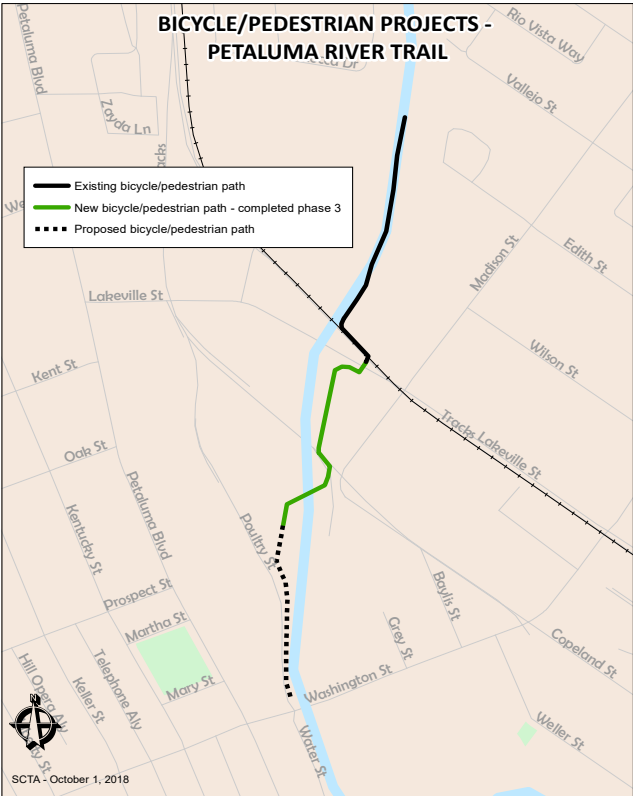 BICYCLE/PEDESTRIAN PROJECTS -
PETALUMA RIVER TRAIL
Petaluma Blvd
Rio Vista Way
Dr
Vallejo St
Zayda Ln
Existing bicycle/pedestrian path
New bicycle/pedestrian path - completed phase 3
Proposed bicycle/pedestrian path
Madison St
Edith St
Lakeville St
Wilson St
Kent St
Tracks Lakeville St
Oak St
Petaluma Blvd
Kentucky St
Poultry St
Prospect St
Baylis St
Martha St
Grey St
Copeland St
Telephone Aly
Hill Opera Aly
Keller St
Mary St
Washington St
Weller St
Water St
N
SCTA - October 1, 2018